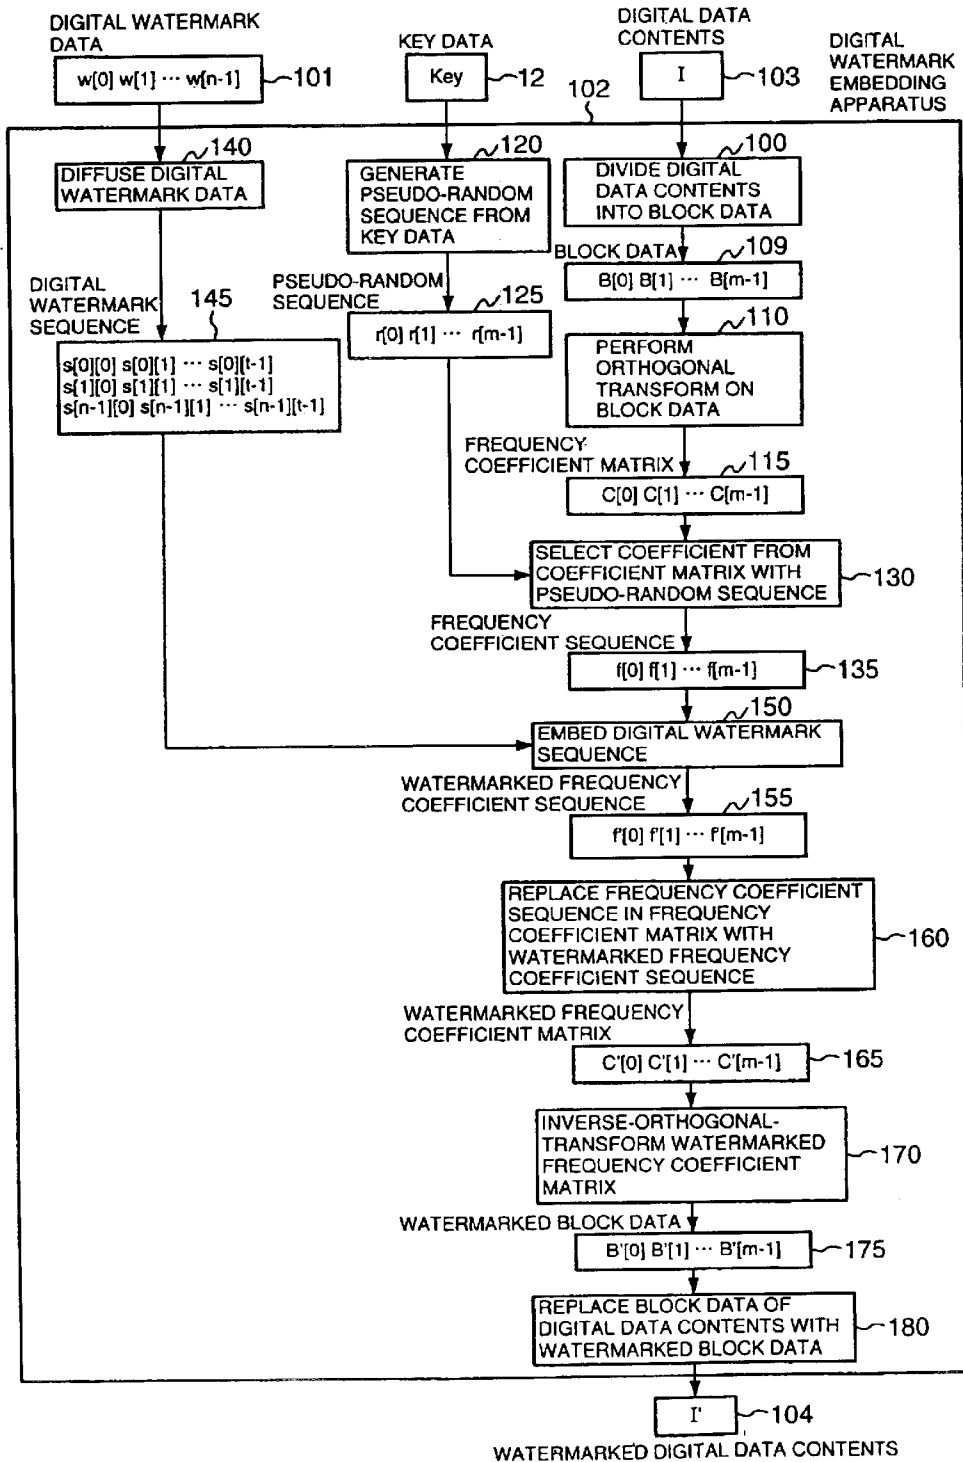 DIGITAL WATERMARK
DATA
w[0] w[1] ··· w[n-1]
101
KEY DATA
Key
12
DIGITAL DATA
CONTENTS
I
103
DIGITAL
WATERMARK
EMBEDDING
APPARATUS
102
140
DIFFUSE DIGITAL
WATERMARK DATA
120
GENERATE
PSEUDO-RANDOM
SEQUENCE FROM
KEY DATA
100
DIVIDE DIGITAL
DATA CONTENTS
INTO BLOCK DATA
BLOCK DATA
109
B[0] B[1] ··· B[m-1]
DIGITAL
WATERMARK
SEQUENCE
145
s[0][0] s[0][1] ··· s[0][t-1]
s[1][0] s[1][1] ··· s[1][t-1]
s[n-1][0] s[n-1][1] ··· s[n-1][t-1]
PSEUDO-RANDOM
SEQUENCE
125
r[0] r[1] ··· r[m-1]
110
PERFORM
ORTHOGONAL
TRANSFORM ON
BLOCK DATA
FREQUENCY
COEFFICIENT MATRIX
115
C[0] C[1] ··· C[m-1]
SELECT COEFFICIENT FROM
COEFFICIENT MATRIX WITH
PSEUDO-RANDOM SEQUENCE
130
FREQUENCY
COEFFICIENT SEQUENCE
f[0] f[1] ··· f[m-1]
135
150
EMBED DIGITAL WATERMARK
SEQUENCE
WATERMARKED FREQUENCY
COEFFICIENT SEQUENCE
155
f'[0] f'[1] ··· f'[m-1]
REPLACE FREQUENCY COEFFICIENT
SEQUENCE IN FREQUENCY
COEFFICIENT MATRIX WITH
WATERMARKED FREQUENCY
COEFFICIENT SEQUENCE
160
WATERMARKED FREQUENCY
COEFFICIENT MATRIX
C'[0] C'[1] ··· C'[m-1]
165
INVERSE-ORTHOGONAL-
TRANSFORM WATERMARKED
FREQUENCY COEFFICIENT
MATRIX
170
WATERMARKED BLOCK DATA
B'[0] B'[1] ··· B'[m-1]
175
REPLACE BLOCK DATA OF
DIGITAL DATA CONTENTS WITH
WATERMARKED BLOCK DATA
180
I'
104
WATERMARKED DIGITAL DATA CONTENTS